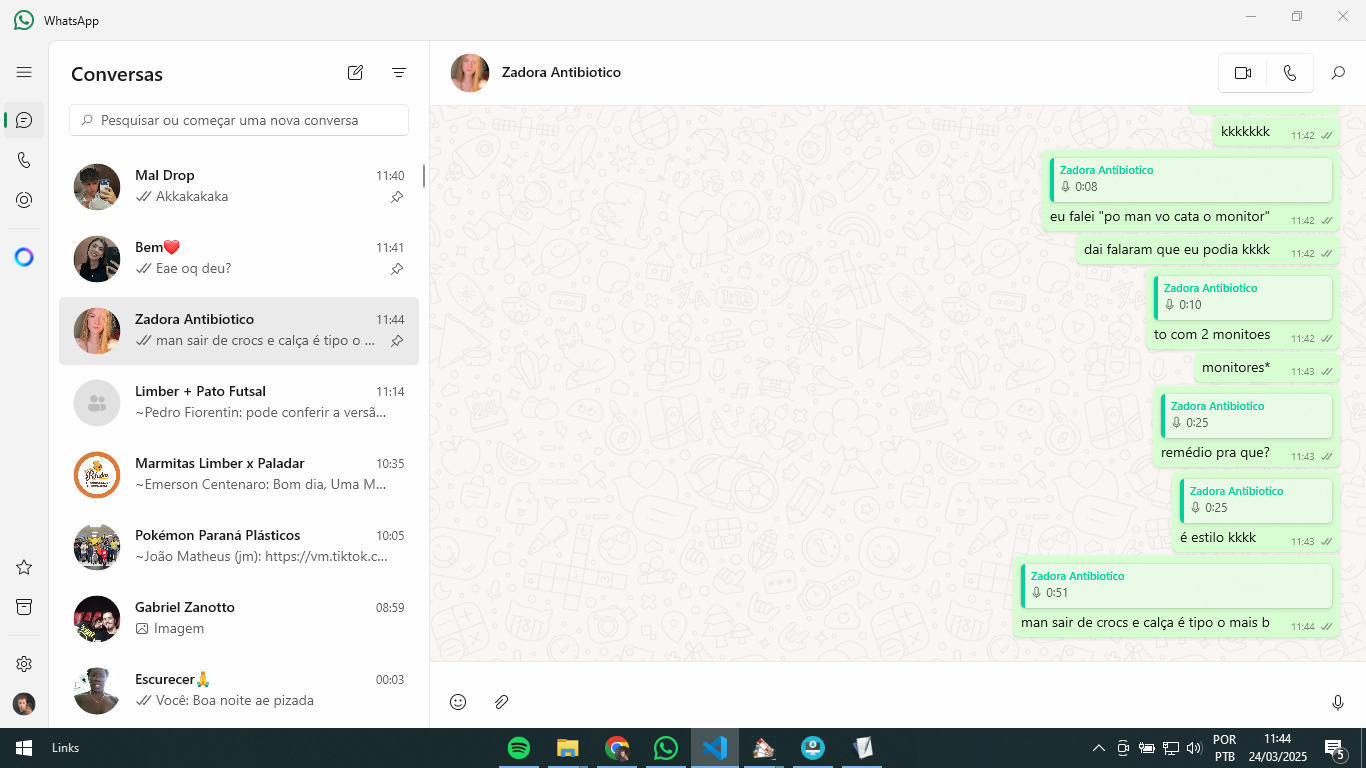 WhatsApp
Conversas
Pesquisar ou começar uma nova conversa
Mal Drop
11:40
Akkakakaka
Bem❤️
11:41
Eae oq deu?
Zadora Antibiotico
11:44
man sair de crocs e calça é tipo o ...
Limber + Pato Futsal
11:14
~Pedro Fiorentin: pode conferir a versã...
Marmitas Limber x Paladar
10:35
~Emerson Centenaro: Bom dia, Uma M...
Pokémon Paraná Plásticos
10:05
~João Matheus (jm): https://vm.tiktok.c...
Gabriel Zanotto
08:59
Imagem
Escurecer🙏
00:03
Você: Boa noite ae pizada
Zadora Antibiotico
kkkkkkk 11:42
Zadora Antibiotico
0:08
eu falei "po man vo cata o monitor" 11:42
dai falaram que eu podia kkkk 11:42
Zadora Antibiotico
0:10
to com 2 monitoes 11:42
monitores* 11:43
Zadora Antibiotico
0:25
remédio pra que? 11:43
Zadora Antibiotico
0:25
é estilo kkkk 11:43
Zadora Antibiotico
0:51
man sair de crocs e calça é tipo o mais b 11:44
Links
POR
PTB
11:44
24/03/2025
5